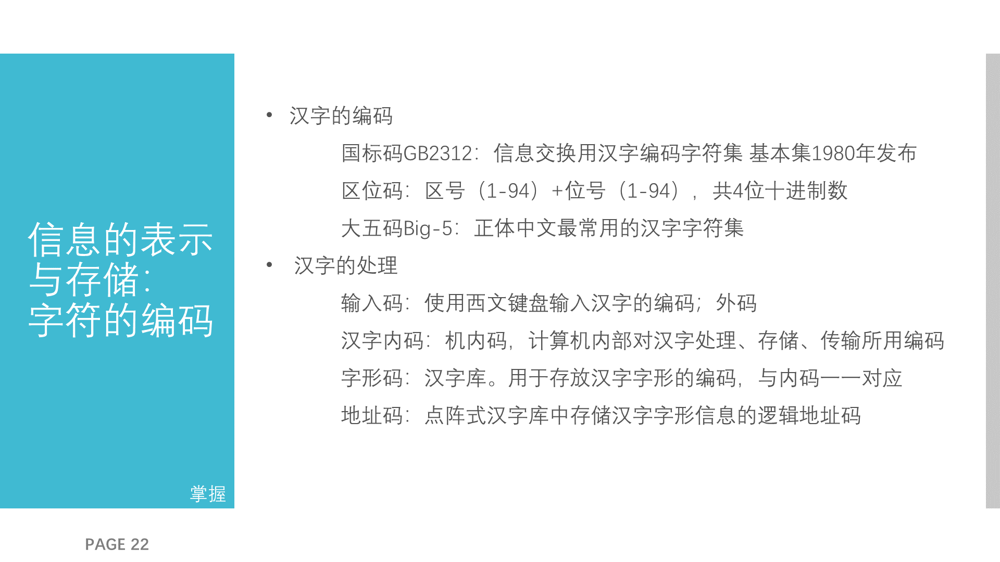 信息的表示
与存储：
字符的编码
掌握
• 汉字的编码
国标码GB2312：信息交换用汉字编码字符集 基本集1980年发布
区位码：区号（1-94）+位号（1-94），共4位十进制数
大五码Big-5：正体中文最常用的汉字字符集
• 汉字的处理
输入码：使用西文键盘输入汉字的编码；外码
汉字内码：机内码，计算机内部对汉字处理、存储、传输所用编码
字形码：汉字库。用于存放汉字字形的编码，与内码一一对应
地址码：点阵式汉字库中存储汉字字形信息的逻辑地址码
PAGE 22